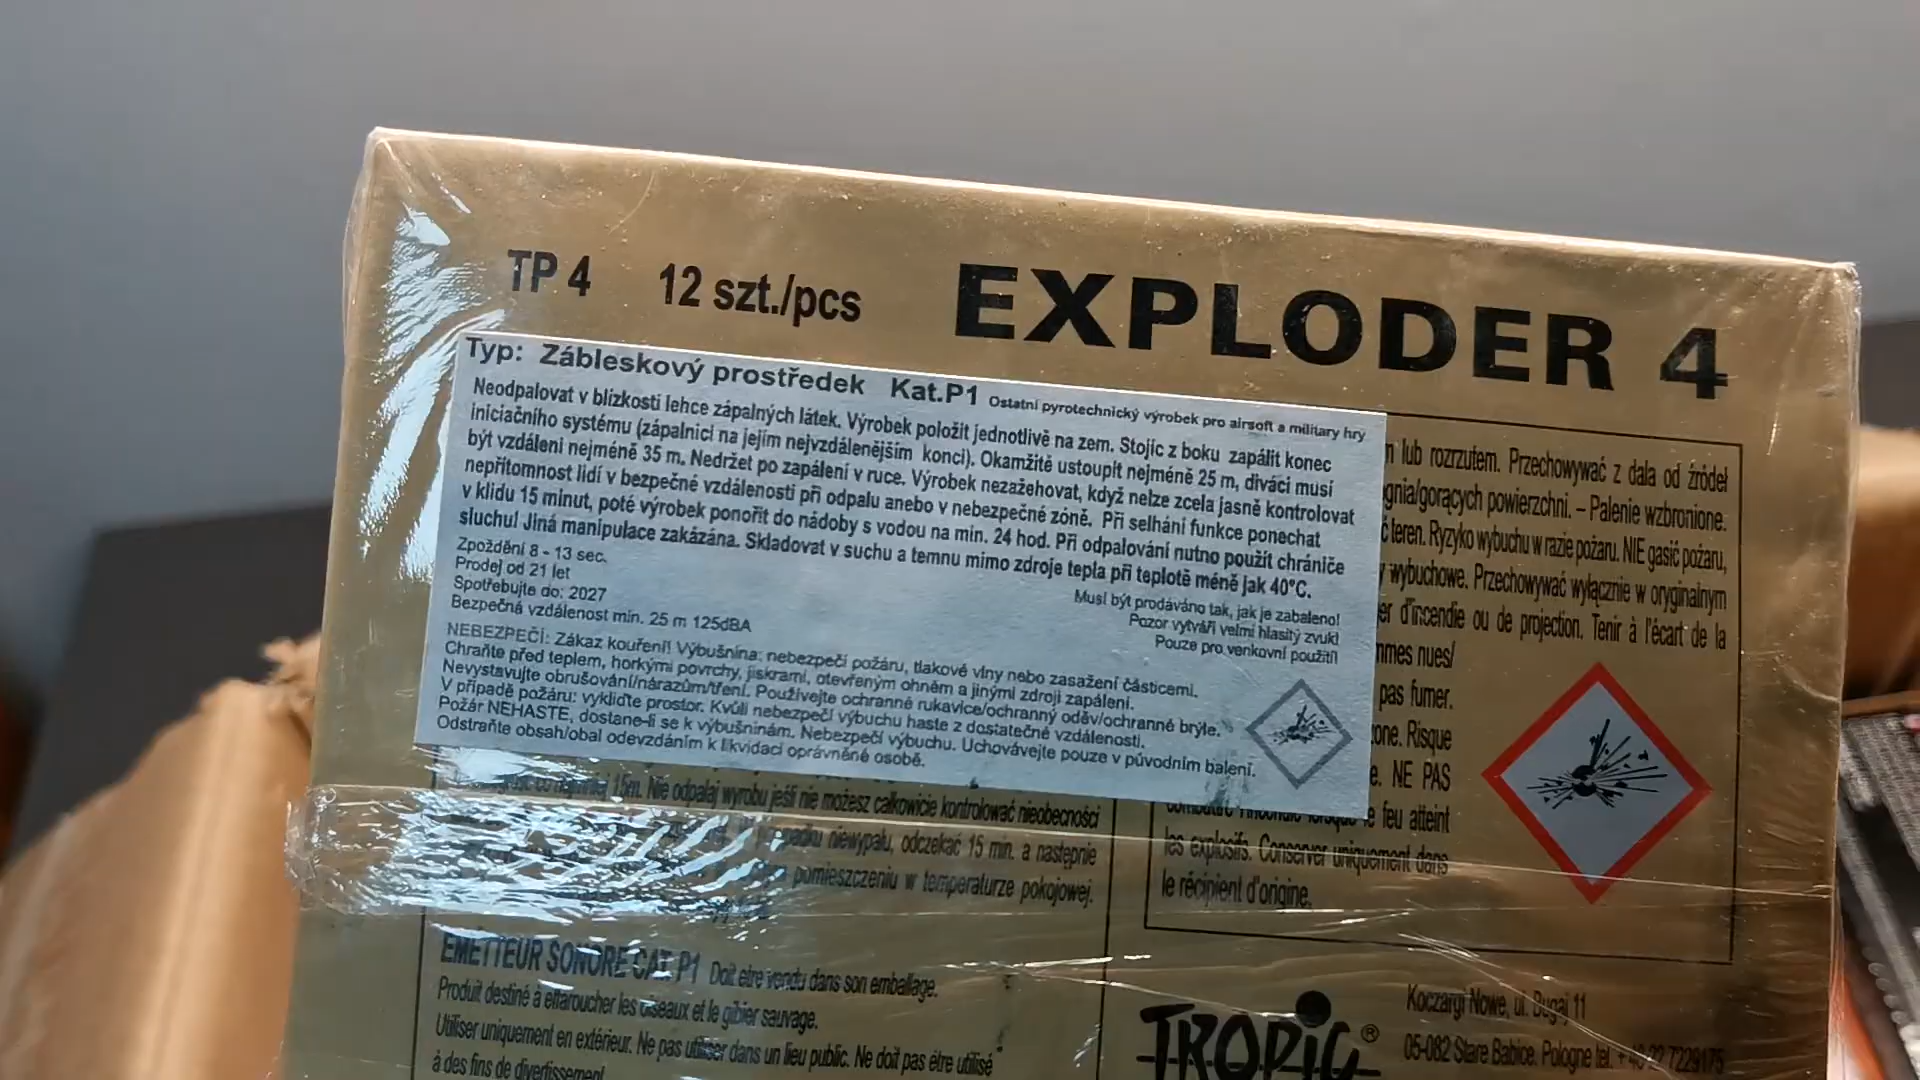 TP 4 12 szt./pcs EXPLODER 4
Typ: Zábleskový prostředek Kat.P1 Ostatní pyrotechnický výrobek pro airsoft a military hry
Neodpalovat v blízkosti lehce zápalných látek. Výrobek položit jednotlivě na zem. Stojíc z boku zapálit konec
iniciačního systému (zápalnici na jejím nejvzdálenějším konci). Okamžitě ustoupit nejméně 25 m, diváci musí
být vzdáleni nejméně 35 m. Nedržet po zapálení v ruce. Výrobek nezažehovat, když nelze zcela jasně kontrolovat
nepřítomnost lidí v bezpečné vzdálenosti při odpalu anebo v nebezpečné zóně. Při selhání funkce ponechat
v klidu 15 minut, poté výrobek ponořit do nádoby s vodou na min. 24 hod. Při odpalování nutno použít chrániče
sluchu! Jiná manipulace zakázána. Skladovat v suchu a temnu mimo zdroje tepla při teplotě méně jak 40°C.
Zpoždění 8 - 13 sec.
Prodej od 21 let
Spotřebujte do: 2027
Bezpečná vzdálenost min. 25 m 125dBA
Musí být prodáváno tak, jak je zabaleno!
Pozor vytváří velmi hlasitý zvuk!
Pouze pro venkovní použití!
NEBEZPEČÍ: Zákaz kouření! Výbušnina: nebezpečí požáru, tlakové vlny nebo zasažení částicemi.
Chraňte před teplem, horkými povrchy, jiskrami, otevřeným ohněm a jinými zdroji zapálení.
Nevystavujte obrušování/nárazům/tření. Používejte ochranné rukavice/ochranný oděv/ochranné brýle.
V případě požáru: vykliďte prostor. Kvůli nebezpečí výbuchu haste z dostatečné vzdálenosti.
Požár NEHASTE, dostane-li se k výbušninám. Nebezpečí výbuchu. Uchovávejte pouze v původním balení.
Odstraňte obsah/obal odevzdáním k likvidaci oprávněné osobě.
lub rozrzutem. Przechowywać z dala od źródeł
gorących powierzchni. – Palenie wzbronione.
teren. Ryzyko wybuchu w razie pożaru. NIE gasić pożaru,
wybuchowe. Przechowywać wyłącznie w oryginalnym
d'incendie ou de projection. Tenir à l'écart de la
nues/
pas fumer.
Risque
NE PAS
le feu atteint
les explosifs. Conserver uniquement dans
le récipient d'origine.
15m. Nie odpalaj wyrobu jeśli nie możesz całkowicie kontrolować nieobecności
niewypału, odczekać 15 min. a następnie
pomieszczeniu w temperaturze pokojowej.
ÉMETTEUR SONORE CAT P1 Doit etre vendu dans son emballage.
Produit destiné à effaroucher les oiseaux et le gibier sauvage.
Utiliser uniquement en extérieur. Ne pas utiliser dans un lieu public. Ne doit pas être utilisé
à des fins de divertissement
TROPIC®
Koczargi Nowe, ul. Bugaj 11
05-082 Stare Babice. Pologne tel. + 48 22 7229175